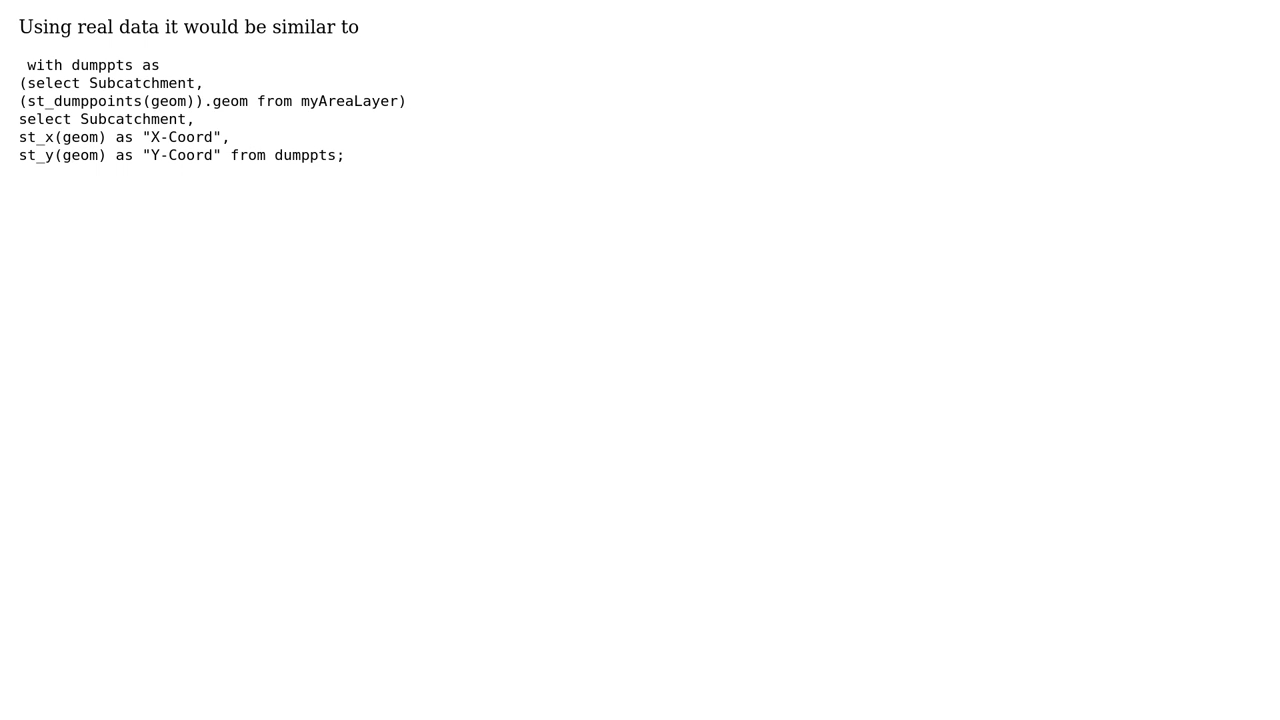 Using real data it would be similar to
with dumppts as
(select Subcatchment,
(st_dumppoints(geom)).geom from myAreaLayer)
select Subcatchment,
st_x(geom) as "X-Coord",
st_y(geom) as "Y-Coord" from dumppts;